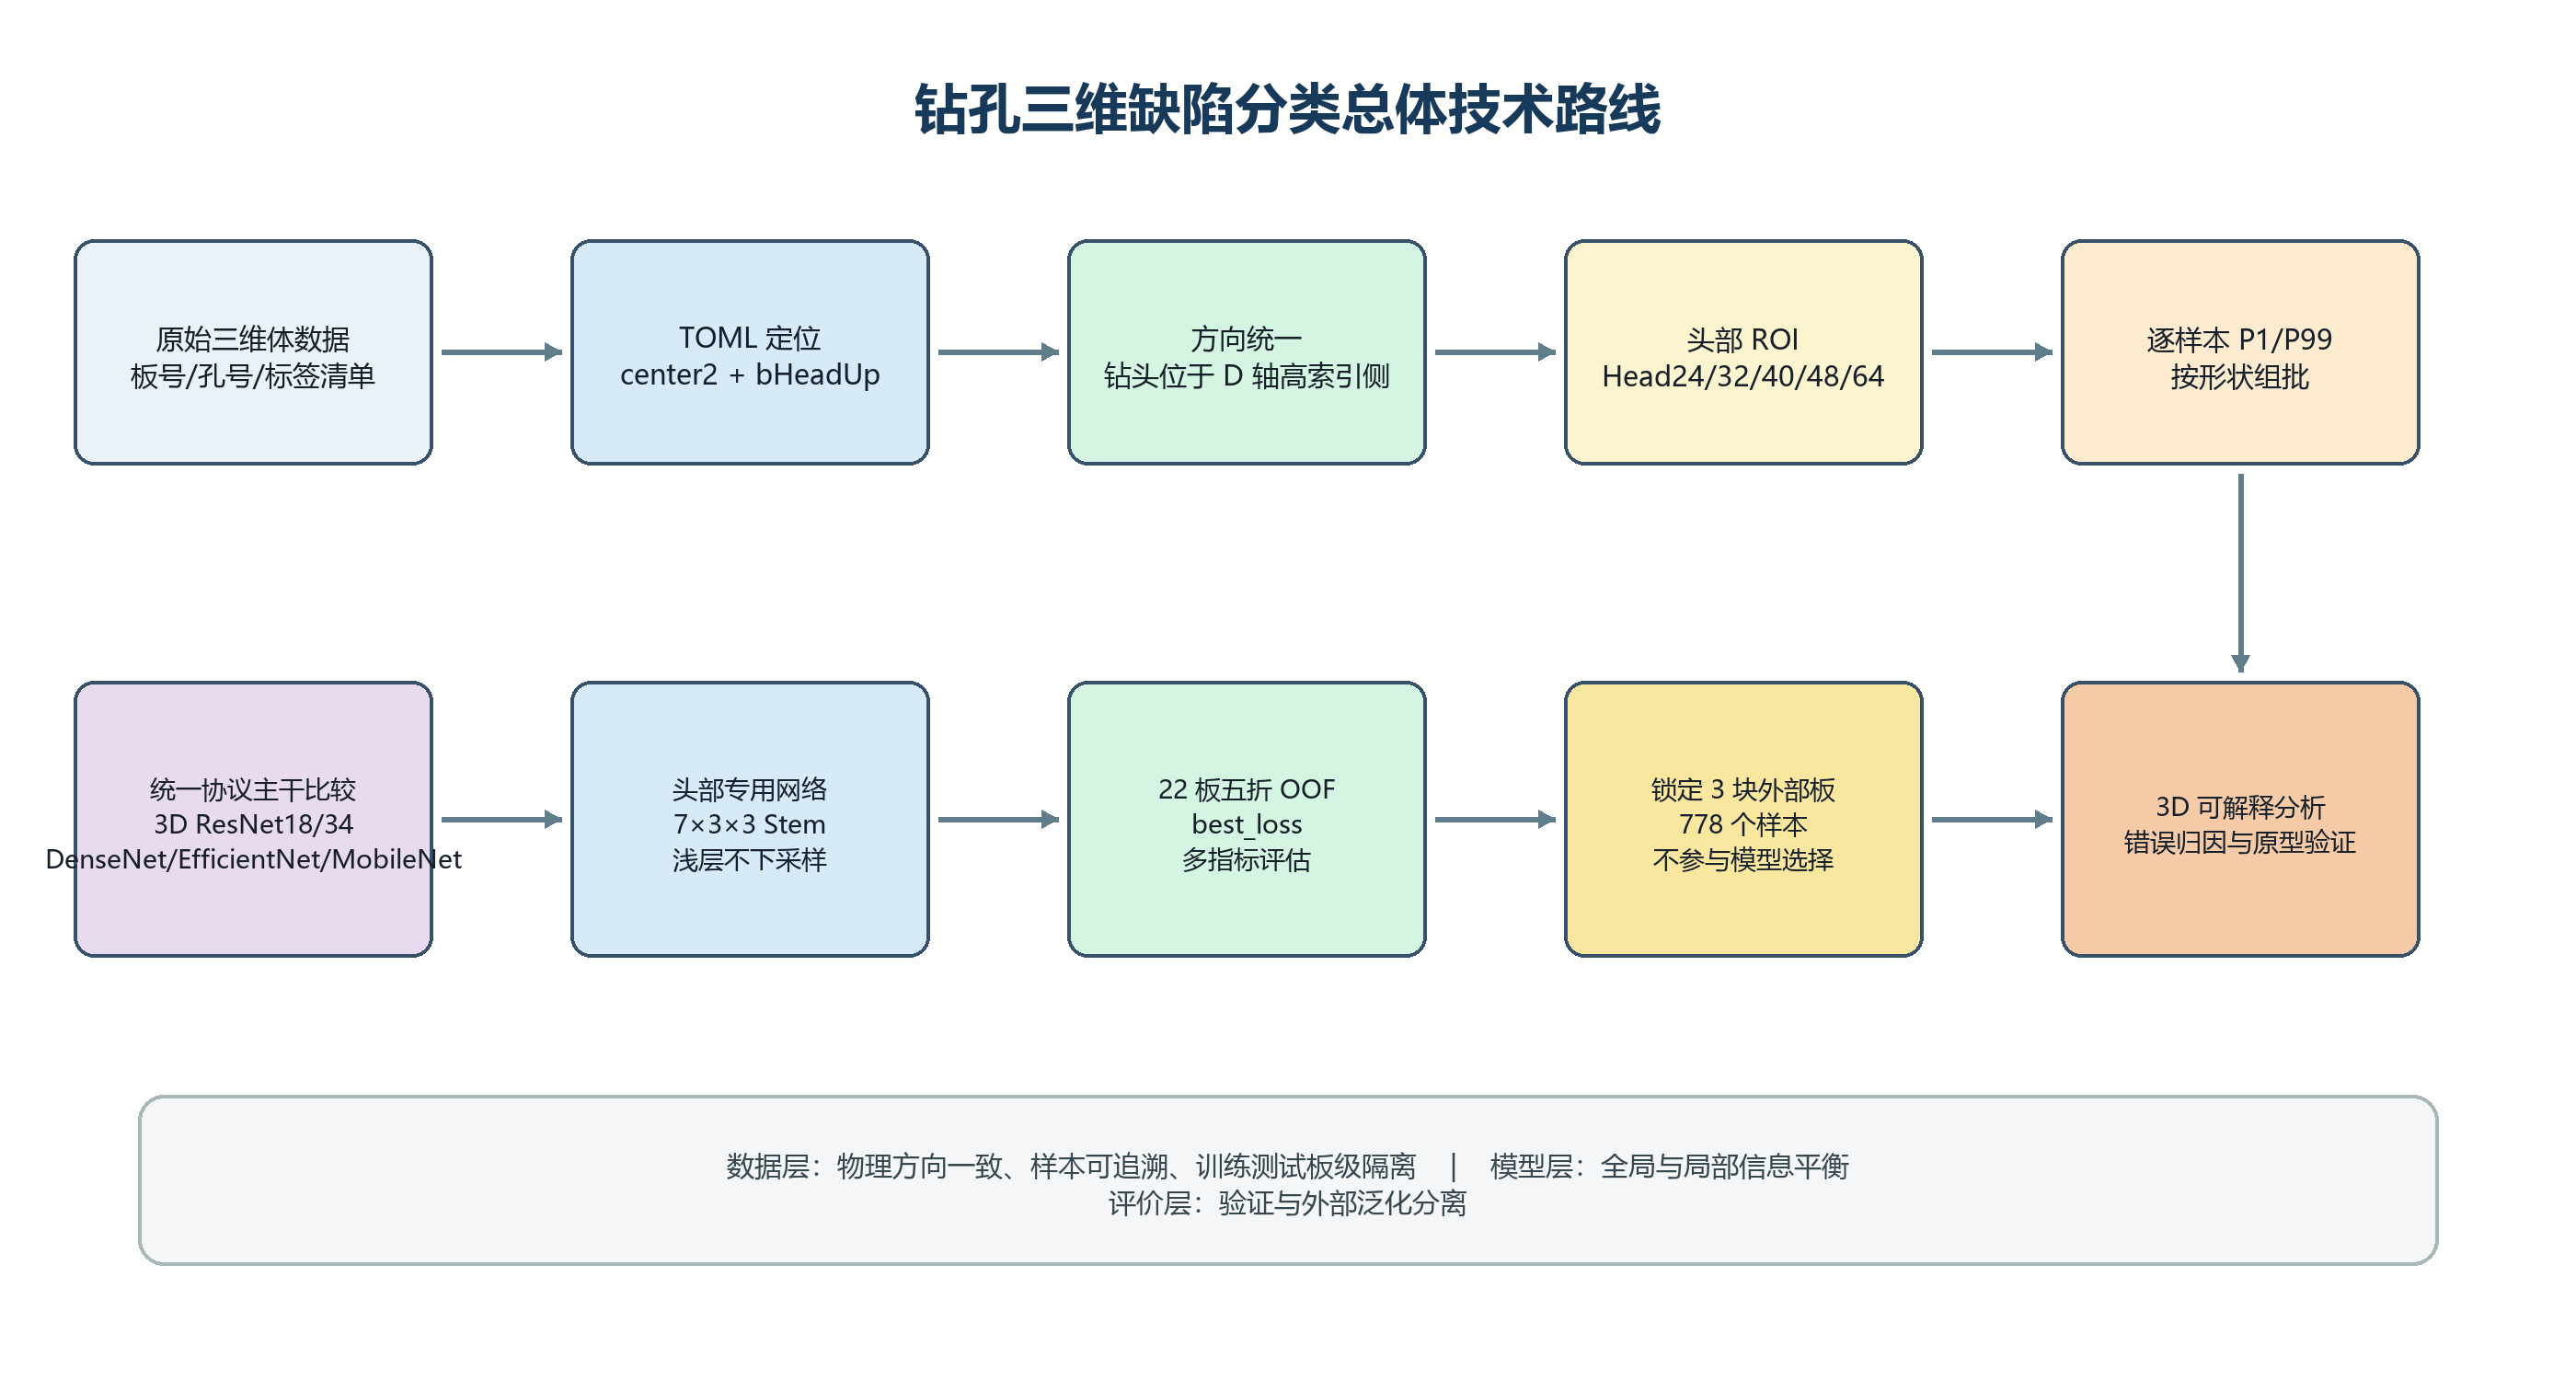 钻孔三维缺陷分类总体技术路线
原始三维体数据
板号/孔号/标签清单
TOML 定位
center2 + bHeadUp
方向统一
钻头位于 D 轴高索引侧
头部 ROI
Head24/32/40/48/64
逐样本 P1/P99
按形状组批
统一协议主干比较
3D ResNet18/34
DenseNet/EfficientNet/MobileNet
头部专用网络
7×3×3 Stem
浅层不下采样
22 板五折 OOF
best_loss
多指标评估
锁定 3 块外部板
778 个样本
不参与模型选择
3D 可解释分析
错误归因与原型验证
数据层：物理方向一致、样本可追溯、训练测试板级隔离 | 模型层：全局与局部信息平衡
评价层：验证与外部泛化分离